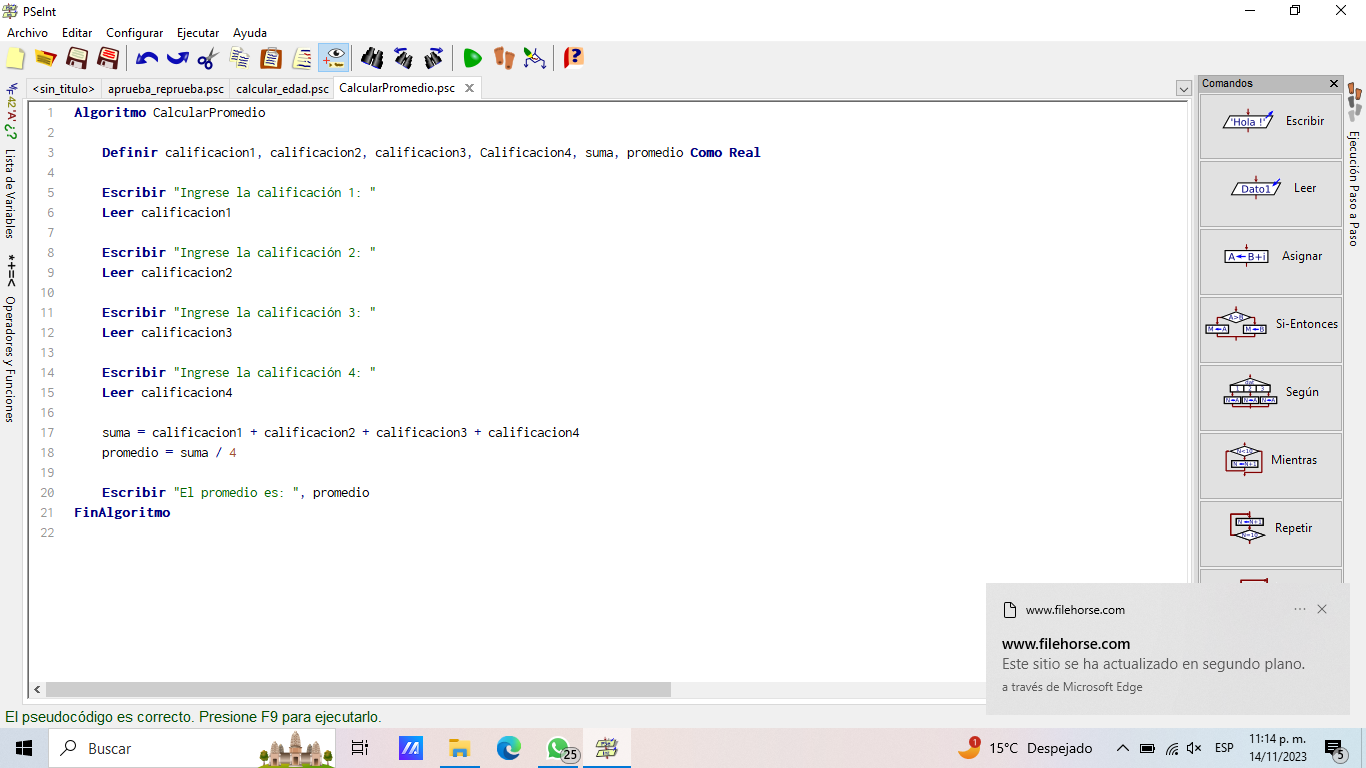 PSeInt
Archivo Editar Configurar Ejecutar Ayuda
<sin_titulo> aprueba_reprueba.psc calcular_edad.psc CalcularPromedio.psc
1 Algoritmo CalcularPromedio
2
3 Definir calificacion1, calificacion2, calificacion3, Calificacion4, suma, promedio Como Real
4
5 Escribir "Ingrese la calificación 1: "
6 Leer calificacion1
7
8 Escribir "Ingrese la calificación 2: "
9 Leer calificacion2
10
11 Escribir "Ingrese la calificación 3: "
12 Leer calificacion3
13
14 Escribir "Ingrese la calificación 4: "
15 Leer calificacion4
16
17 suma = calificacion1 + calificacion2 + calificacion3 + calificacion4
18 promedio = suma / 4
19
20 Escribir "El promedio es: ", promedio
21 FinAlgoritmo
22
42 'A' ¿?
Lista de Variables
*+=<
Operadores y Funciones
Comandos
'Hola !' Escribir
Dato1 Leer
A←B+i Asignar
A>B M←A M←B Si-Entonces
1 2 3 N←A N←A N←A Según
N<10 N←N+1 Mientras
N←N+1 N=10 Repetir
Ejecución Paso a Paso
www.filehorse.com
www.filehorse.com
Este sitio se ha actualizado en segundo plano.
a través de Microsoft Edge
El pseudocódigo es correcto. Presione F9 para ejecutarlo.
Buscar
25
1
15°C Despejado
ESP
11:14 p. m.
14/11/2023
5